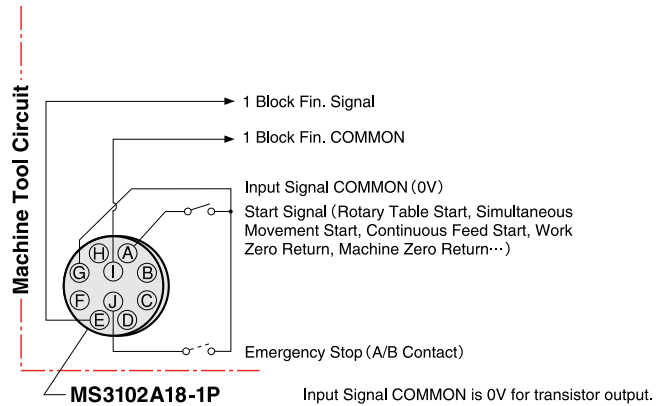 Machine Tool Circuit
1 Block Fin. Signal
1 Block Fin. COMMON
Input Signal COMMON (0V)
Start Signal (Rotary Table Start, Simultaneous
Movement Start, Continuous Feed Start, Work
Zero Return, Machine Zero Return…)
H A
G I B
F J C
E D
Emergency Stop (A/B Contact)
MS3102A18-1P
Input Signal COMMON is 0V for transistor output.